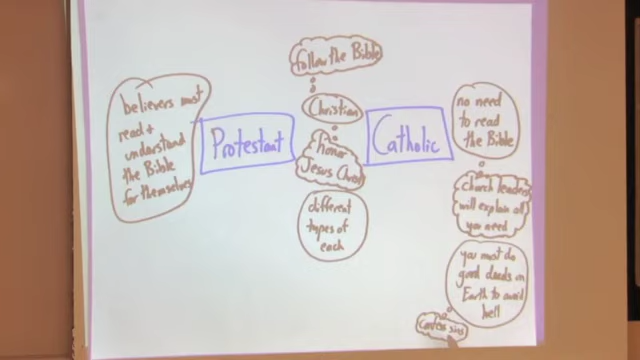 believers must
read +
understand
the Bible
for themselves
Protestant
follow the Bible
Christian
honor
Jesus Christ
different
types of
each
Catholic
no need
to read
the Bible
church leaders
will explain all
you need
you must do
good deeds on
Earth to avoid
hell
Confess sins